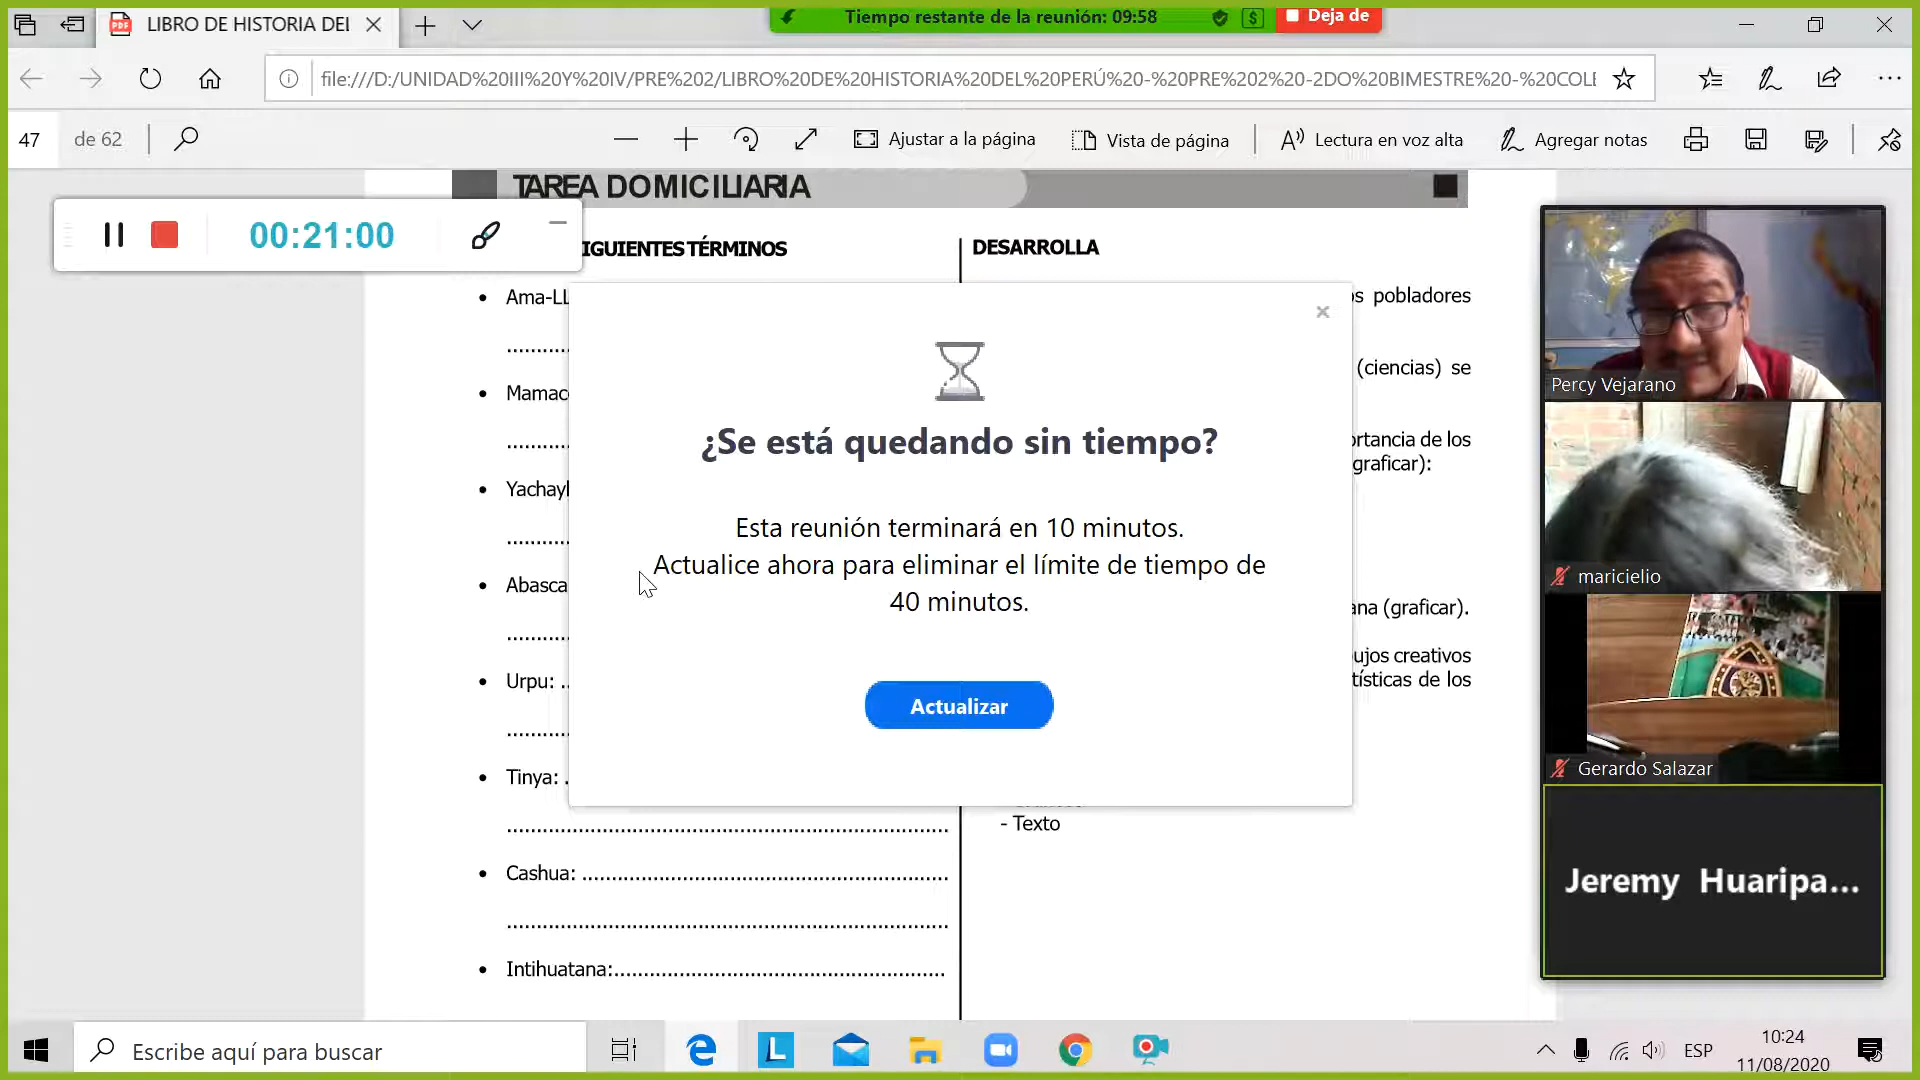 LIBRO DE HISTORIA DEL
Tiempo restante de la reunión: 09:58
Deja de
file:///D:/UNIDAD%20III%20Y%20IV/PRE%202/LIBRO%20DE%20HISTORIA%20DEL%20PERÚ%20-%20PRE%202%20-2DO%20BIMESTRE%20-%20COLE
47 de 62
Ajustar a la página
Vista de página
Lectura en voz alta
Agregar notas
TAREA DOMICILIARIA
00:21:00
IGUIENTES TÉRMINOS
DESARROLLA
Ama-LL
s pobladores
Mamac
(ciencias) se
Yachay
ortancia de los
graficar):
Abasca
ana (graficar).
Urpu: ..
ujos creativos
tísticas de los
Tinya: .
- Texto
Cashua: ................................................................
Intihuatana:..........................................................
¿Se está quedando sin tiempo?
Esta reunión terminará en 10 minutos.
Actualice ahora para eliminar el límite de tiempo de
40 minutos.
Actualizar
Percy Vejarano
maricielio
Gerardo Salazar
Jeremy Huaripa...
Escribe aquí para buscar
ESP
10:24
11/08/2020